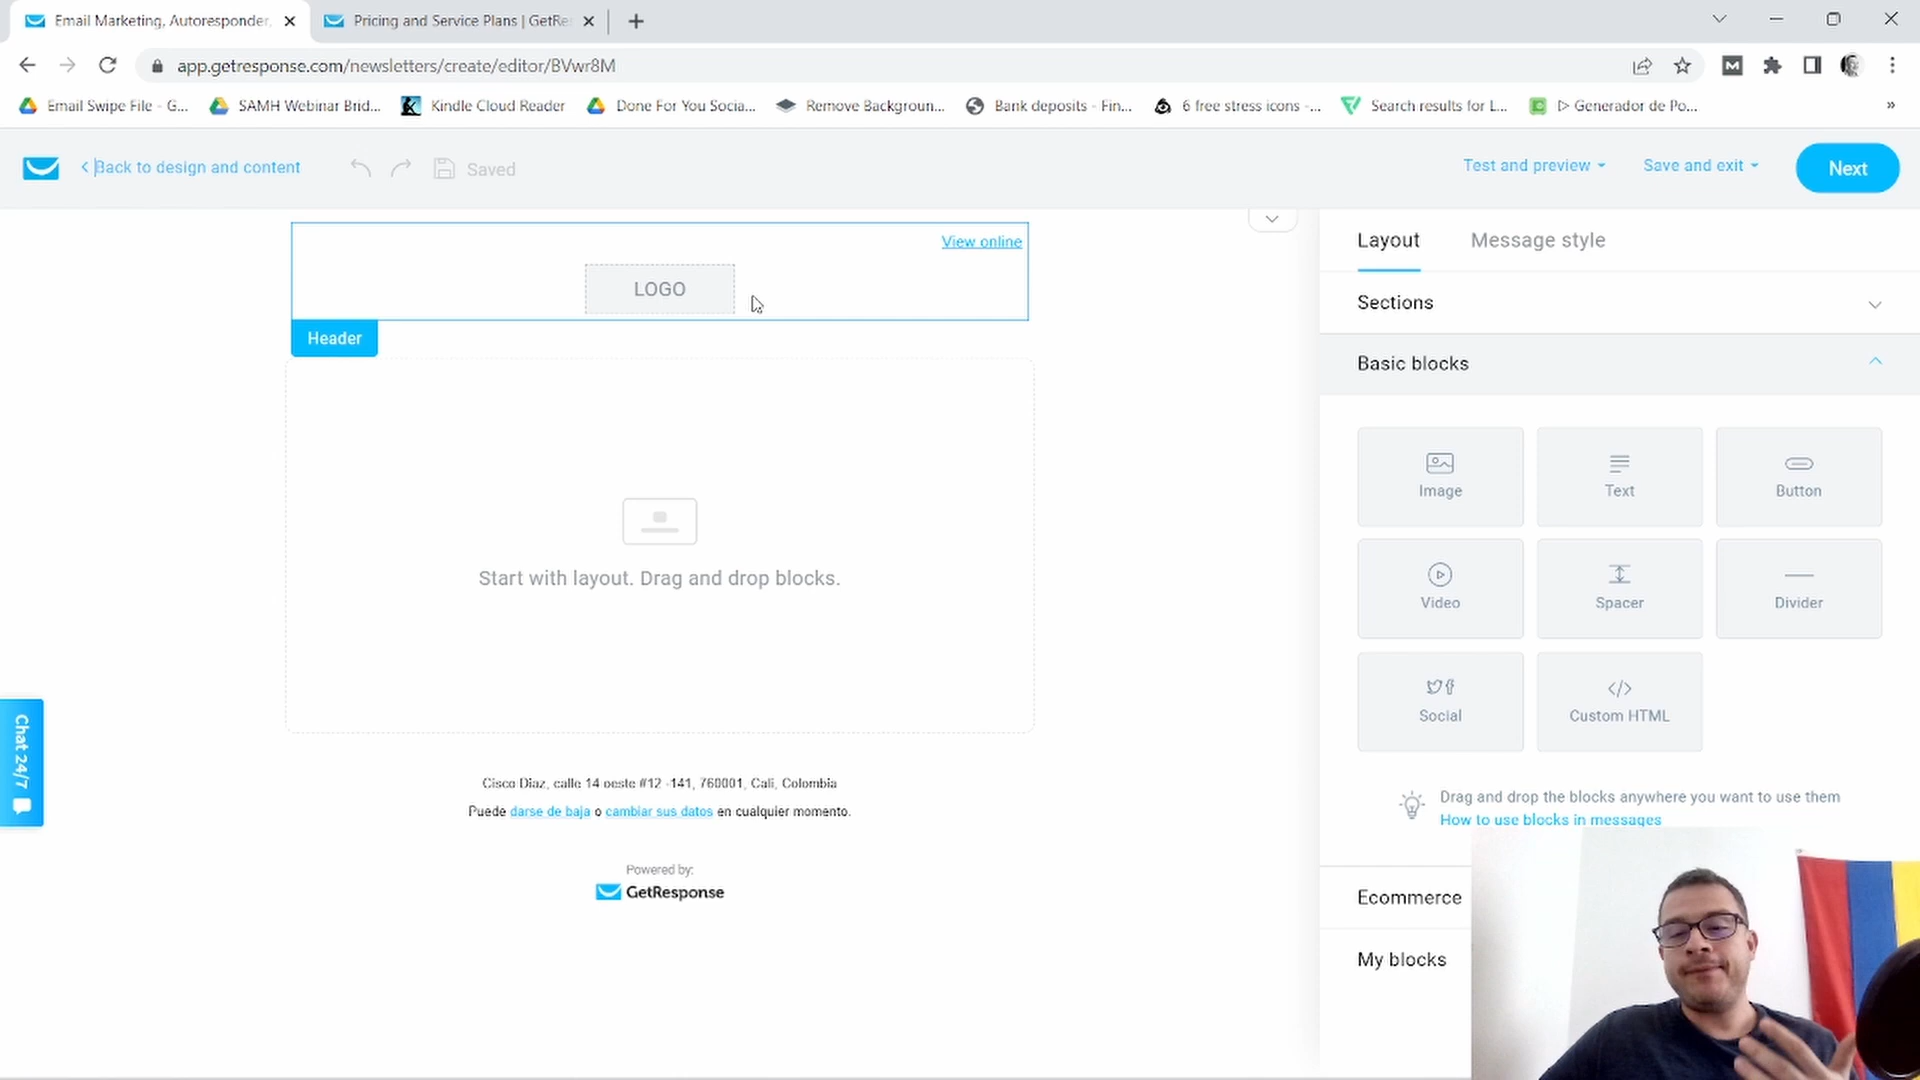 Email Marketing, Autoresponder,
Pricing and Service Plans | GetRe
app.getresponse.com/newsletters/create/editor/BVwr8M
Email Swipe File - G...
SAMH Webinar Brid...
Kindle Cloud Reader
Done For You Socia...
Remove Backgroun...
Bank deposits - Fin...
6 free stress icons -...
Search results for L...
▷ Generador de Po...
Back to design and content
Saved
Test and preview
Save and exit
Next
View online
LOGO
Header
Start with layout. Drag and drop blocks.
Cisco Diaz, calle 14 oeste #12 -141, 760001, Cali, Colombia
Puede darse de baja o cambiar sus datos en cualquier momento.
Powered by:
GetResponse
Chat 24/7
Layout
Message style
Sections
Basic blocks
Image
Text
Button
Video
Spacer
Divider
Social
Custom HTML
Drag and drop the blocks anywhere you want to use them
How to use blocks in messages
Ecommerce
My blocks